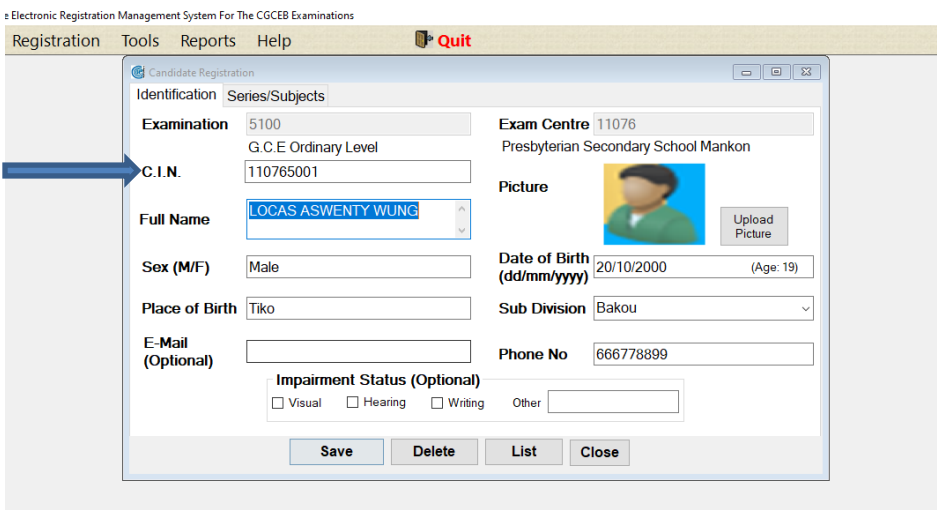 e Electronic Registration Management System For The CGCEB Examinations
Registration Tools Reports Help Quit
Candidate Registration
Identification Series/Subjects
Examination 5100 Exam Centre 11076
G.C.E Ordinary Level Presbyterian Secondary School Mankon
C.I.N. 110765001
Picture
Full Name LOCAS ASWENTY WUNG
Upload
Picture
Sex (M/F) Male
Date of Birth
(dd/mm/yyyy) 20/10/2000 (Age: 19)
Place of Birth Tiko Sub Division Bakou
E-Mail
(Optional)
Phone No 666778899
Impairment Status (Optional)
Visual Hearing Writing Other
Save Delete List Close